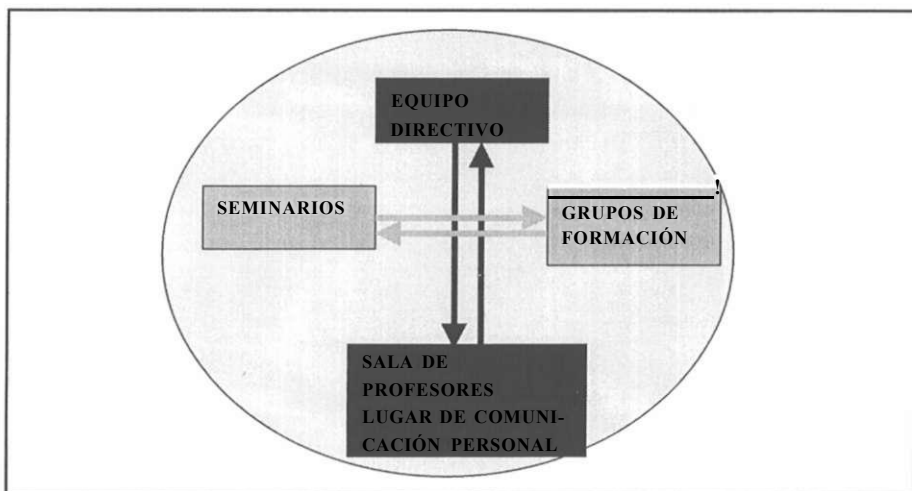 EQUIPO
DIRECTIVO
SEMINARIOS
GRUPOS DE
FORMACIÓN
SALA DE
PROFESORES
LUGAR DE COMUNI-
CACIÓN PERSONAL